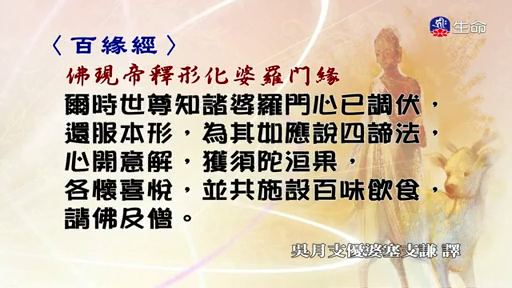 生命
〈百緣經〉
佛現帝釋形化婆羅門緣
爾時世尊知諸婆羅門心已調伏，
還服本形，為其如應說四諦法，
心開意解，獲須陀洹果，
各懷喜悅，並共施設百味飲食，
請佛及僧。
吳月支優婆塞支謙 譯